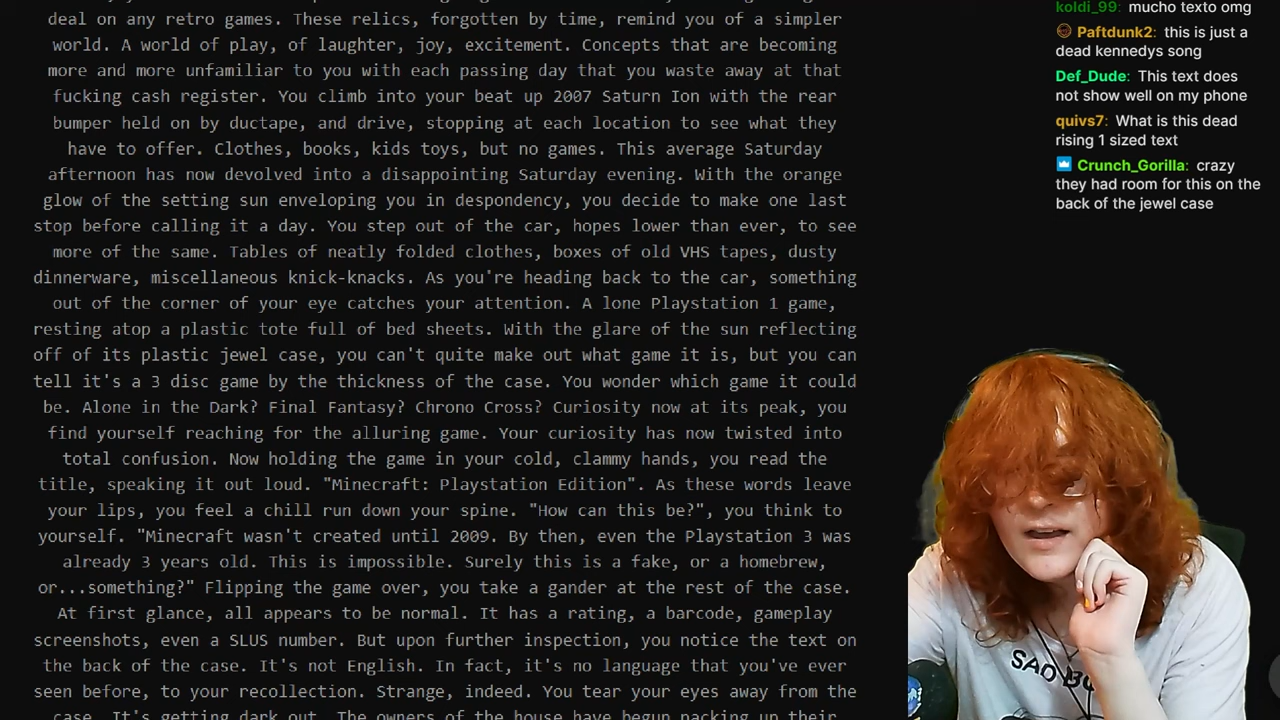 deal on any retro games. These relics, forgotten by time, remind you of a simpler
world. A world of play, of laughter, joy, excitement. Concepts that are becoming
more and more unfamiliar to you with each passing day that you waste away at that
fucking cash register. You climb into your beat up 2007 Saturn Ion with the rear
bumper held on by ductape, and drive, stopping at each location to see what they
have to offer. Clothes, books, kids toys, but no games. This average Saturday
afternoon has now devolved into a disappointing Saturday evening. With the orange
glow of the setting sun enveloping you in despondency, you decide to make one last
stop before calling it a day. You step out of the car, hopes lower than ever, to see
more of the same. Tables of neatly folded clothes, boxes of old VHS tapes, dusty
dinnerware, miscellaneous knick-knacks. As you're heading back to the car, something
out of the corner of your eye catches your attention. A lone Playstation 1 game,
resting atop a plastic tote full of bed sheets. With the glare of the sun reflecting
off of its plastic jewel case, you can't quite make out what game it is, but you can
tell it's a 3 disc game by the thickness of the case. You wonder which game it could
be. Alone in the Dark? Final Fantasy? Chrono Cross? Curiosity now at its peak, you
find yourself reaching for the alluring game. Your curiosity has now twisted into
total confusion. Now holding the game in your cold, clammy hands, you read the
title, speaking it out loud. "Minecraft: Playstation Edition". As these words leave
your lips, you feel a chill run down your spine. "How can this be?", you think to
yourself. "Minecraft wasn't created until 2009. By then, even the Playstation 3 was
already 3 years old. This is impossible. Surely this is a fake, or a homebrew,
or...something?" Flipping the game over, you take a gander at the rest of the case.
At first glance, all appears to be normal. It has a rating, a barcode, gameplay
screenshots, even a SLUS number. But upon further inspection, you notice the text on
the back of the case. It's not English. In fact, it's no language that you've ever
seen before, to your recollection. Strange, indeed. You tear your eyes away from the
case. It's getting dark out. The owners of the house have begun packing up their
koldi_99: mucho texto omg
Paftdunk2: this is just a
dead kennedys song
Def_Dude: This text does
not show well on my phone
quivs7: What is this dead
rising 1 sized text
Crunch_Gorilla: crazy
they had room for this on the
back of the jewel case
SAD